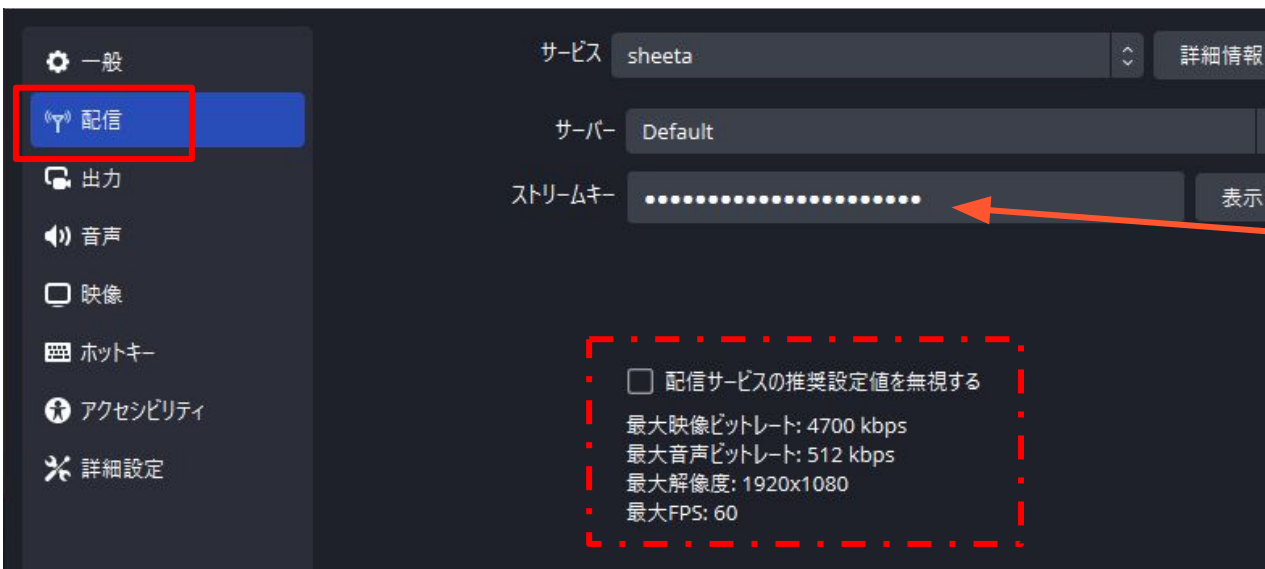 一般
配信
出力
音声
映像
ホットキー
アクセシビリティ
詳細設定
サービス sheeta 詳細情報
サーバー Default
ストリームキー ●●●●●●●●●●●●●●●●●●●●●● 表示
配信サービスの推奨設定値を無視する
最大映像ビットレート: 4700 kbps
最大音声ビットレート: 512 kbps
最大解像度: 1920x1080
最大FPS: 60